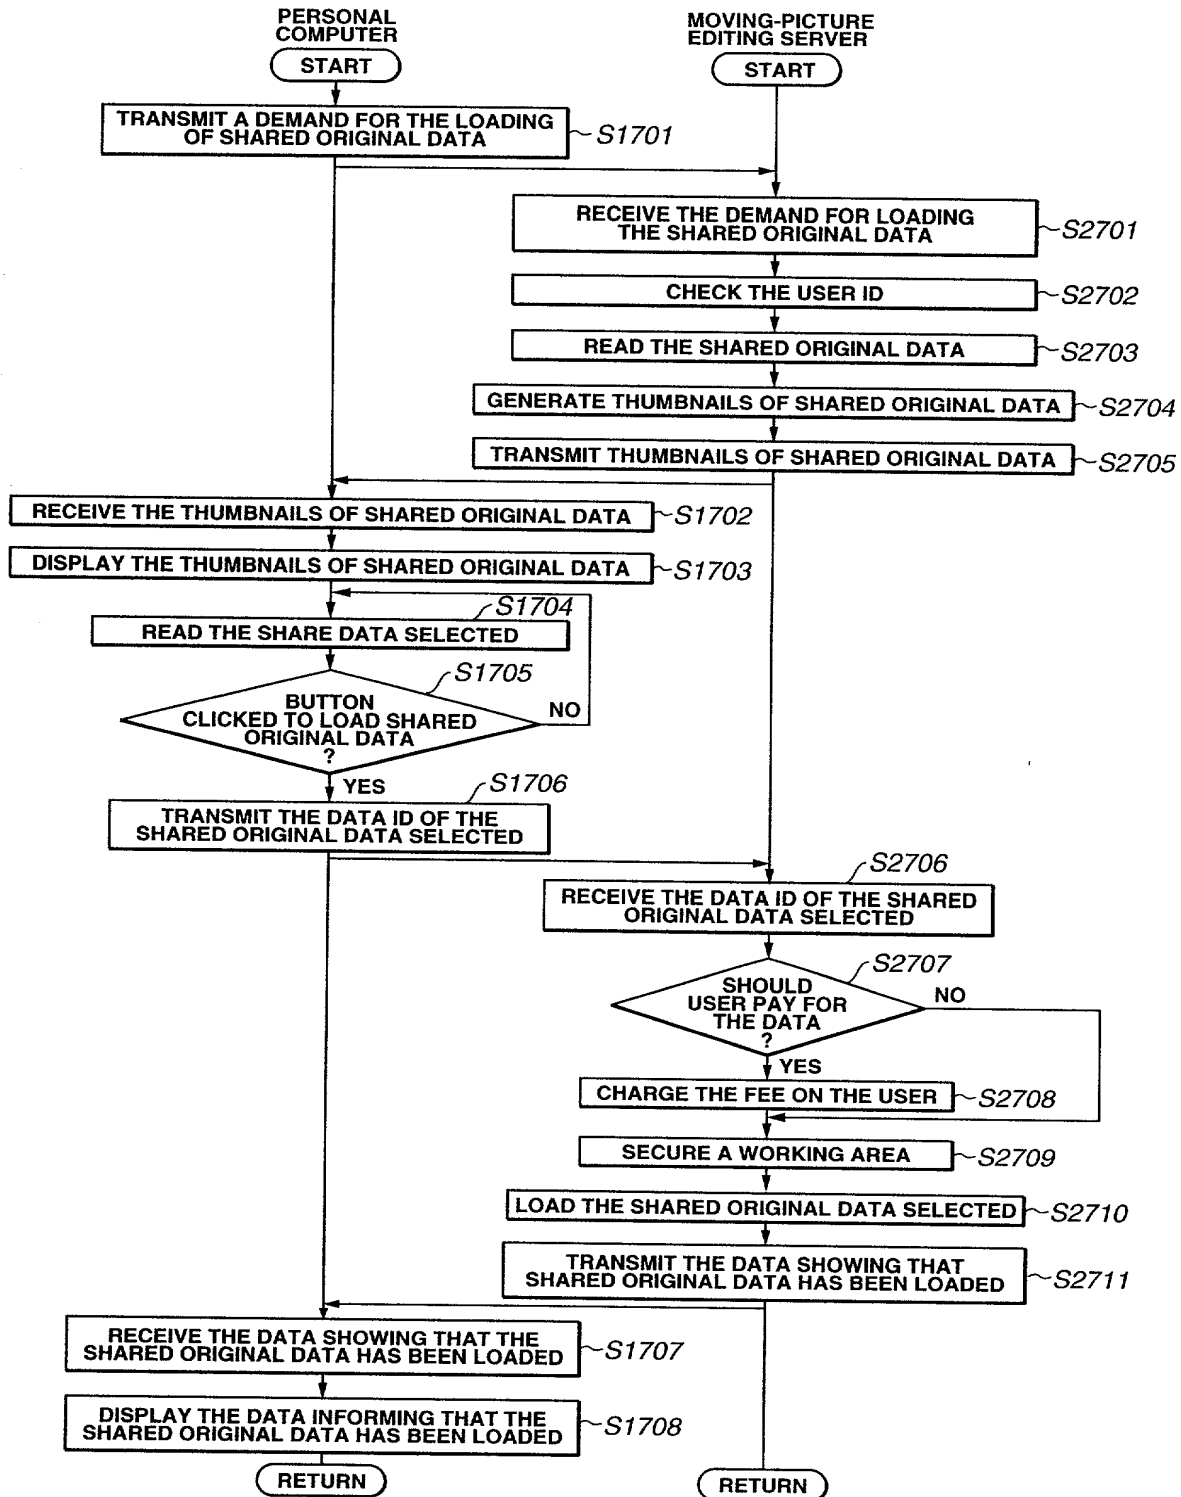 PERSONAL
COMPUTER
START
MOVING-PICTURE
EDITING SERVER
START
TRANSMIT A DEMAND FOR THE LOADING
OF SHARED ORIGINAL DATA
S1701
RECEIVE THE DEMAND FOR LOADING
THE SHARED ORIGINAL DATA
S2701
CHECK THE USER ID
S2702
READ THE SHARED ORIGINAL DATA
S2703
GENERATE THUMBNAILS OF SHARED ORIGINAL DATA
S2704
TRANSMIT THUMBNAILS OF SHARED ORIGINAL DATA
S2705
RECEIVE THE THUMBNAILS OF SHARED ORIGINAL DATA
S1702
DISPLAY THE THUMBNAILS OF SHARED ORIGINAL DATA
S1703
S1704
READ THE SHARE DATA SELECTED
S1705
BUTTON
CLICKED TO LOAD SHARED
ORIGINAL DATA
?
NO
YES
S1706
TRANSMIT THE DATA ID OF THE
SHARED ORIGINAL DATA SELECTED
S2706
RECEIVE THE DATA ID OF THE SHARED
ORIGINAL DATA SELECTED
S2707
SHOULD
USER PAY FOR
THE DATA
?
NO
YES
CHARGE THE FEE ON THE USER
S2708
SECURE A WORKING AREA
S2709
LOAD THE SHARED ORIGINAL DATA SELECTED
S2710
TRANSMIT THE DATA SHOWING THAT
SHARED ORIGINAL DATA HAS BEEN LOADED
S2711
RECEIVE THE DATA SHOWING THAT THE
SHARED ORIGINAL DATA HAS BEEN LOADED
S1707
DISPLAY THE DATA INFORMING THAT THE
SHARED ORIGINAL DATA HAS BEEN LOADED
S1708
RETURN
RETURN